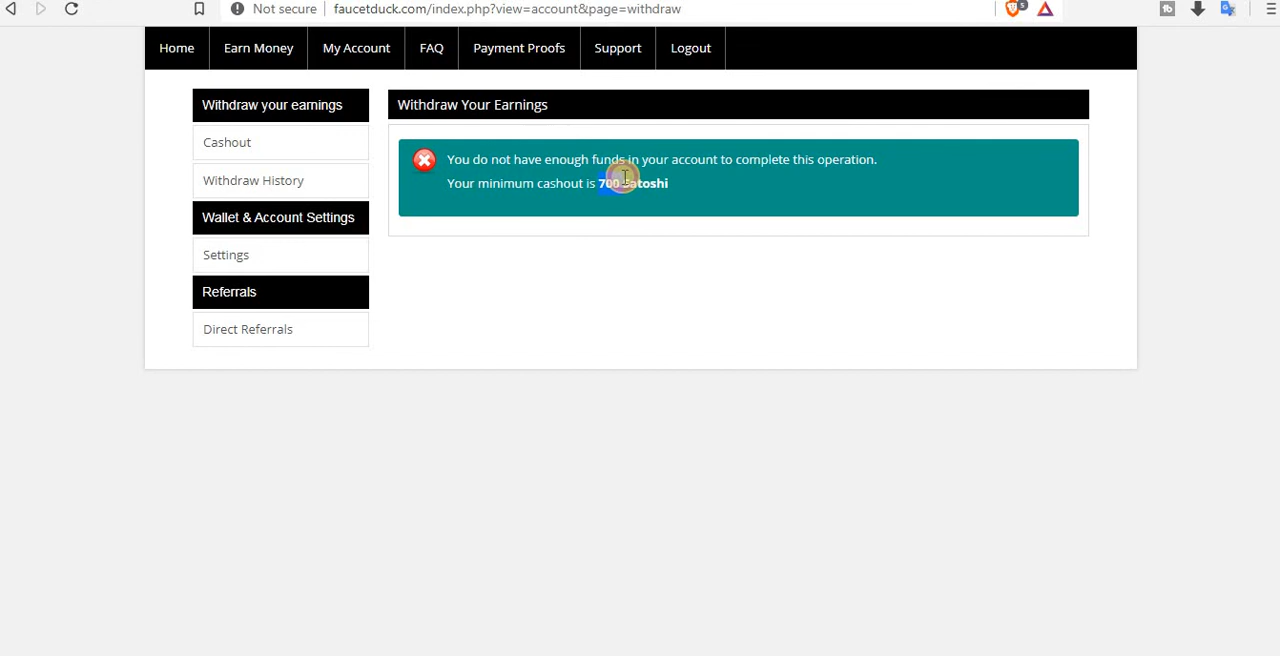 Not secure faucetduck.com/index.php?view=account&page=withdraw
5
Home Earn Money My Account FAQ Payment Proofs Support Logout
Withdraw your earnings
Cashout
Withdraw History
Wallet & Account Settings
Settings
Referrals
Direct Referrals
Withdraw Your Earnings
You do not have enough funds in your account to complete this operation.
Your minimum cashout is 700 satoshi